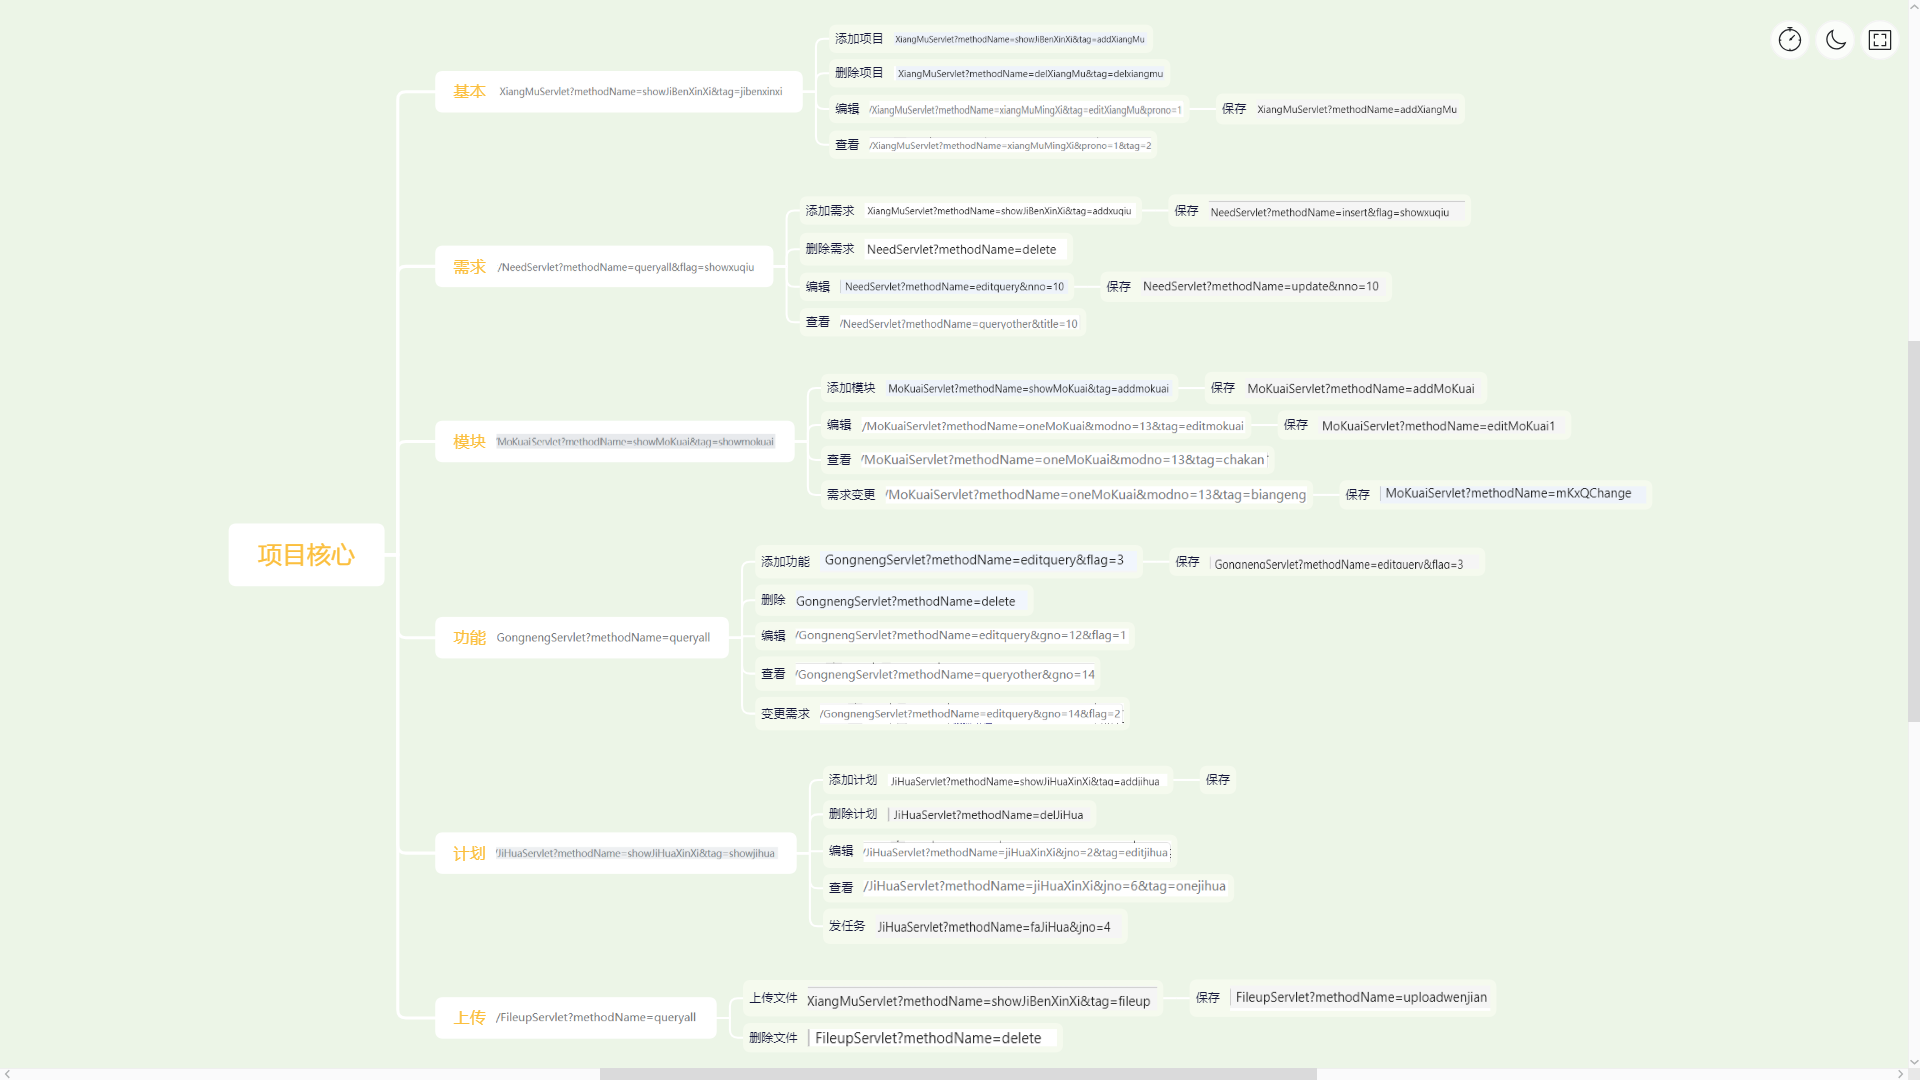 项目核心
基本 XiangMuServlet?methodName=showJiBenXinXi&tag=jibenxinxi
添加项目 XiangMuServlet?methodName=showJiBenXinXi&tag=addXiangMu
删除项目 XiangMuServlet?methodName=delXiangMu&tag=delxiangmu
编辑 /XiangMuServlet?methodName=xiangMuMingXi&tag=editXiangMu&prono=1
保存 XiangMuServlet?methodName=addXiangMu
查看 /XiangMuServlet?methodName=xiangMuMingXi&prono=1&tag=2
需求 /NeedServlet?methodName=queryall&flag=showxuqiu
添加需求 XiangMuServlet?methodName=showJiBenXinXi&tag=addxuqiu
保存 NeedServlet?methodName=insert&flag=showxuqiu
删除需求 NeedServlet?methodName=delete
编辑 NeedServlet?methodName=editquery&nno=10
保存 NeedServlet?methodName=update&nno=10
查看 /NeedServlet?methodName=queryother&title=10
模块 /MoKuaiServlet?methodName=showMoKuai&tag=showmokuai
添加模块 MoKuaiServlet?methodName=showMoKuai&tag=addmokuai
保存 MoKuaiServlet?methodName=addMoKuai
编辑 /MoKuaiServlet?methodName=oneMoKuai&modno=13&tag=editmokuai
保存 MoKuaiServlet?methodName=editMoKuai1
查看 /MoKuaiServlet?methodName=oneMoKuai&modno=13&tag=chakan
需求变更 /MoKuaiServlet?methodName=oneMoKuai&modno=13&tag=biangeng
保存 MoKuaiServlet?methodName=mKxQChange
功能 GongnengServlet?methodName=queryall
添加功能 GongnengServlet?methodName=editquery&flag=3
保存 GongnengServlet?methodName=editquery&flag=3
删除 GongnengServlet?methodName=delete
编辑 /GongnengServlet?methodName=editquery&gno=12&flag=1
查看 /GongnengServlet?methodName=queryother&gno=14
变更需求 /GongnengServlet?methodName=editquery&gno=14&flag=2
计划 /JiHuaServlet?methodName=showJiHuaXinXi&tag=showjihua
添加计划 JiHuaServlet?methodName=showJiHuaXinXi&tag=addjihua
保存
删除计划 JiHuaServlet?methodName=delJiHua
编辑 /JiHuaServlet?methodName=jiHuaXinXi&jno=2&tag=editjihua
查看 /JiHuaServlet?methodName=jiHuaXinXi&jno=6&tag=onejihua
发任务 JiHuaServlet?methodName=faJiHua&jno=4
上传 /FileupServlet?methodName=queryall
上传文件 XiangMuServlet?methodName=showJiBenXinXi&tag=fileup
保存 FileupServlet?methodName=uploadwenjian
删除文件 FileupServlet?methodName=delete